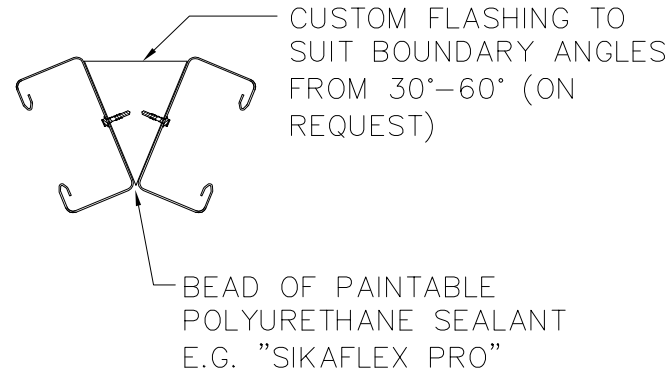 CUSTOM FLASHING TO
SUIT BOUNDARY ANGLES
FROM 30°–60° (ON
REQUEST)
BEAD OF PAINTABLE
POLYURETHANE SEALANT
E.G. ”SIKAFLEX PRO”